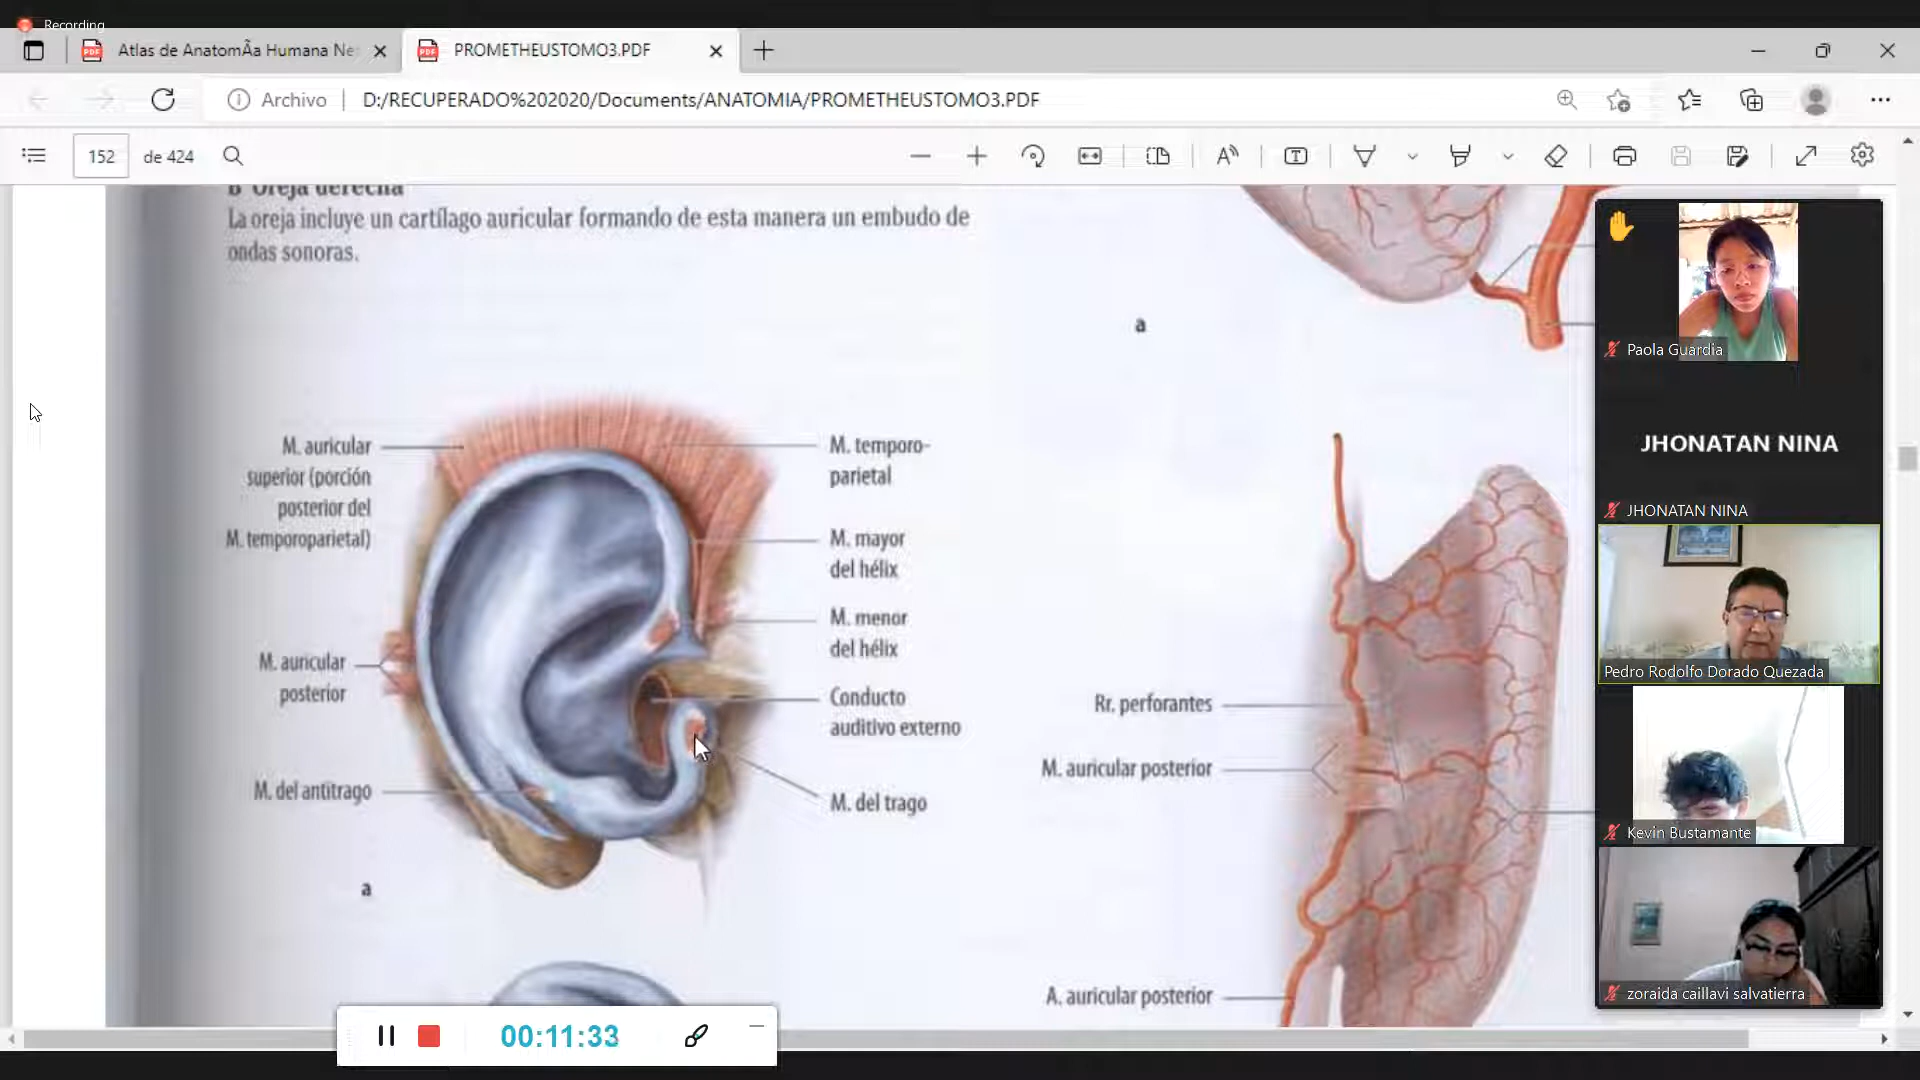 Recording
Atlas de AnatomÃa Humana Ne
PROMETHEUSTOMO3.PDF
Archivo
D:/RECUPERADO%202020/Documents/ANATOMIA/PROMETHEUSTOMO3.PDF
152 de 424
B Oreja derecha
La oreja incluye un cartílago auricular formando de esta manera un embudo de
ondas sonoras.
M. auricular
superior (porción
posterior del
M. temporoparietal)
M. auricular
posterior
M. del antitrago
a
M. temporo-
parietal
M. mayor
del hélix
M. menor
del hélix
Conducto
auditivo externo
M. del trago
a
Rr. perforantes
M. auricular posterior
A. auricular posterior
Paola Guardia
JHONATAN NINA
JHONATAN NINA
Pedro Rodolfo Dorado Quezada
Kevin Bustamante
zoraida caillavi salvatierra
00:11:33